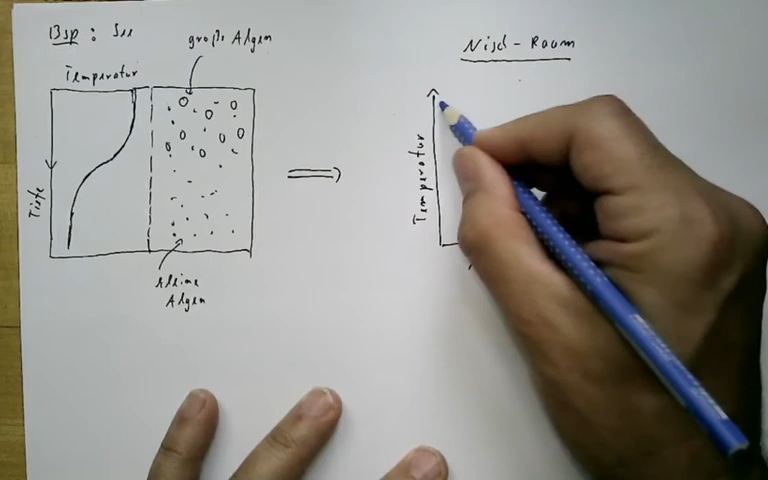 Bsp: See
Temperatur
große Algen
Tiefe
kleine
Algen
Nisch-Raum
Temperatur